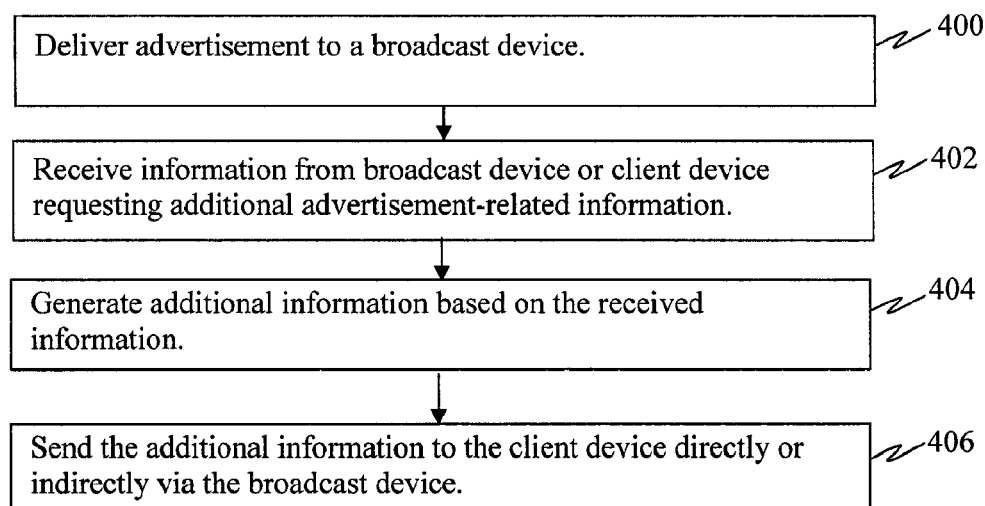 Deliver advertisement to a broadcast device.
400
Receive information from broadcast device or client device
requesting additional advertisement-related information.
402
Generate additional information based on the received
information.
404
Send the additional information to the client device directly or
indirectly via the broadcast device.
406